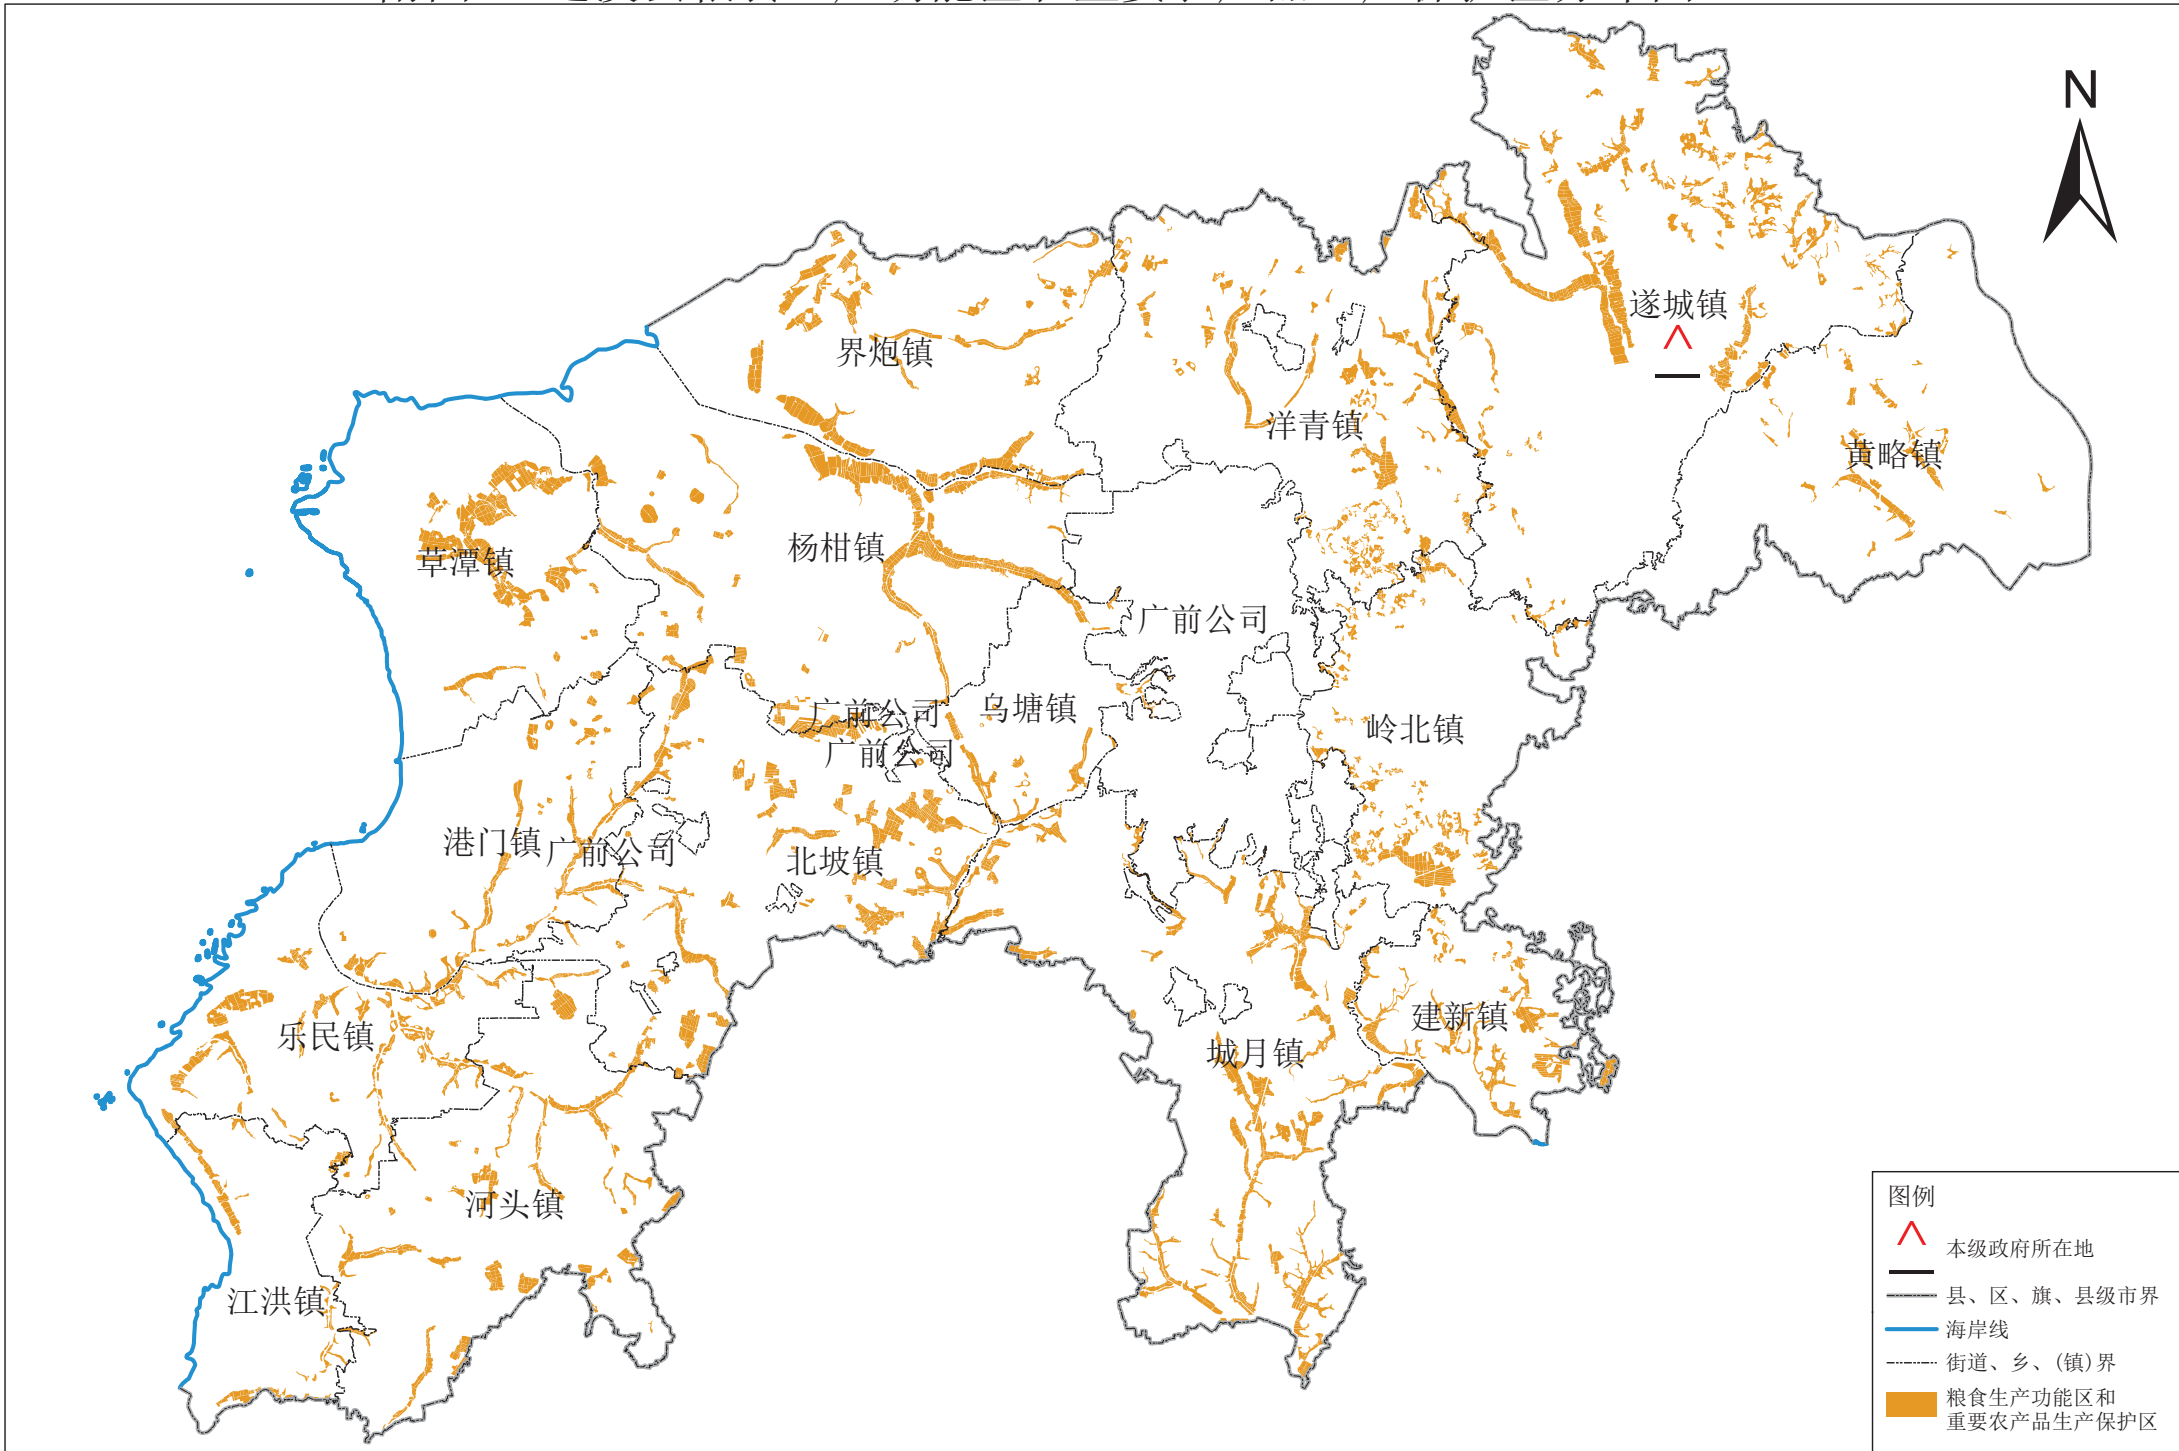 N
遂城镇
界炮镇
洋青镇
黄略镇
杨柑镇
草潭镇
广前公司
乌塘镇
广前公司
岭北镇
广前公司
港门镇
广前公司
北坡镇
建新镇
乐民镇
城月镇
河头镇
江洪镇
图例
本级政府所在地
县、区、旗、县级市界
海岸线
街道、乡、(镇)界
粮食生产功能区和
重要农产品生产保护区